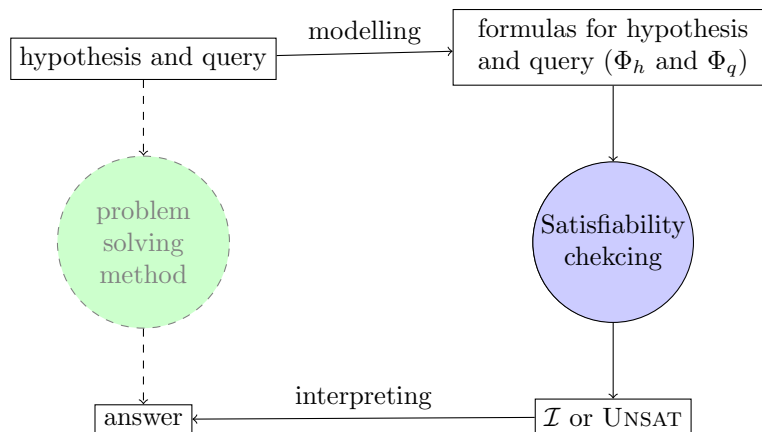 modelling
hypothesis and query
formulas for hypothesis
and query (Φ_h and Φ_q)
problem
solving
method
Satisfiability
chekcing
interpreting
answer
ℐ or UNSAT